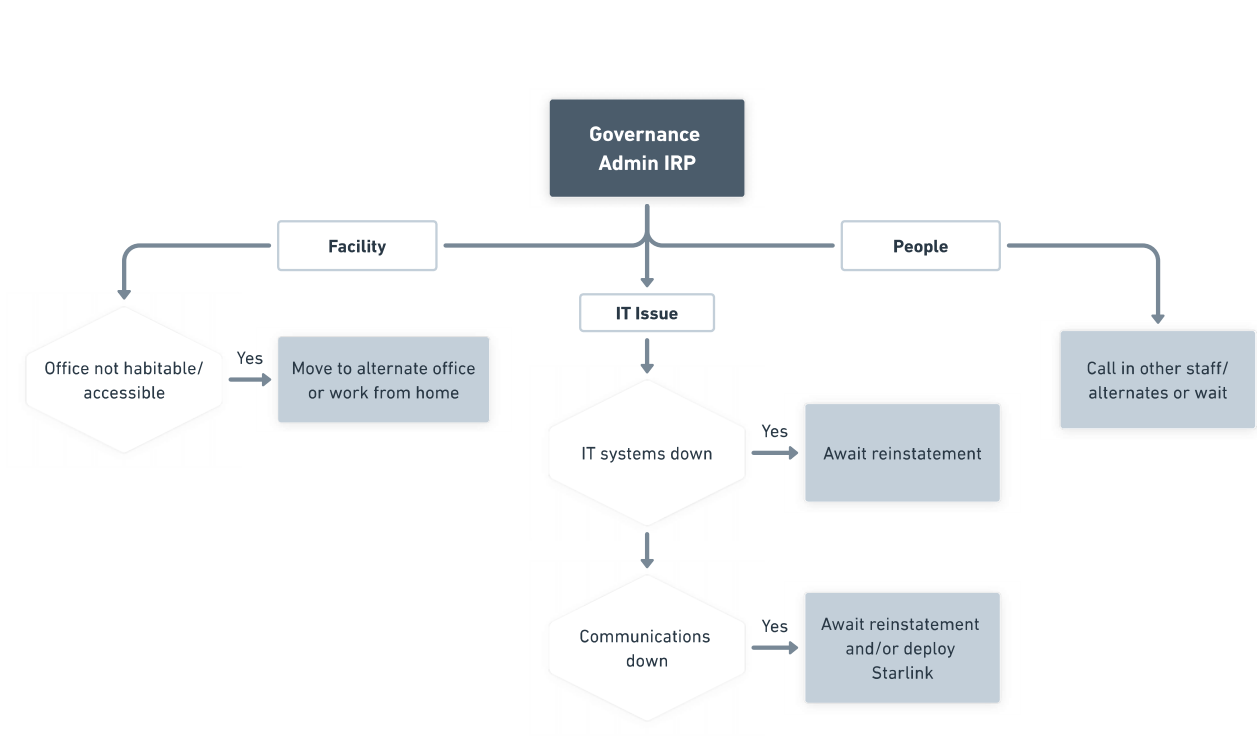 Governance
Admin IRP
Facility
People
IT Issue
Office not habitable/
accessible
Yes
Move to alternate office
or work from home
Call in other staff/
alternates or wait
IT systems down
Yes
Await reinstatement
Communications
down
Yes
Await reinstatement
and/or deploy
Starlink